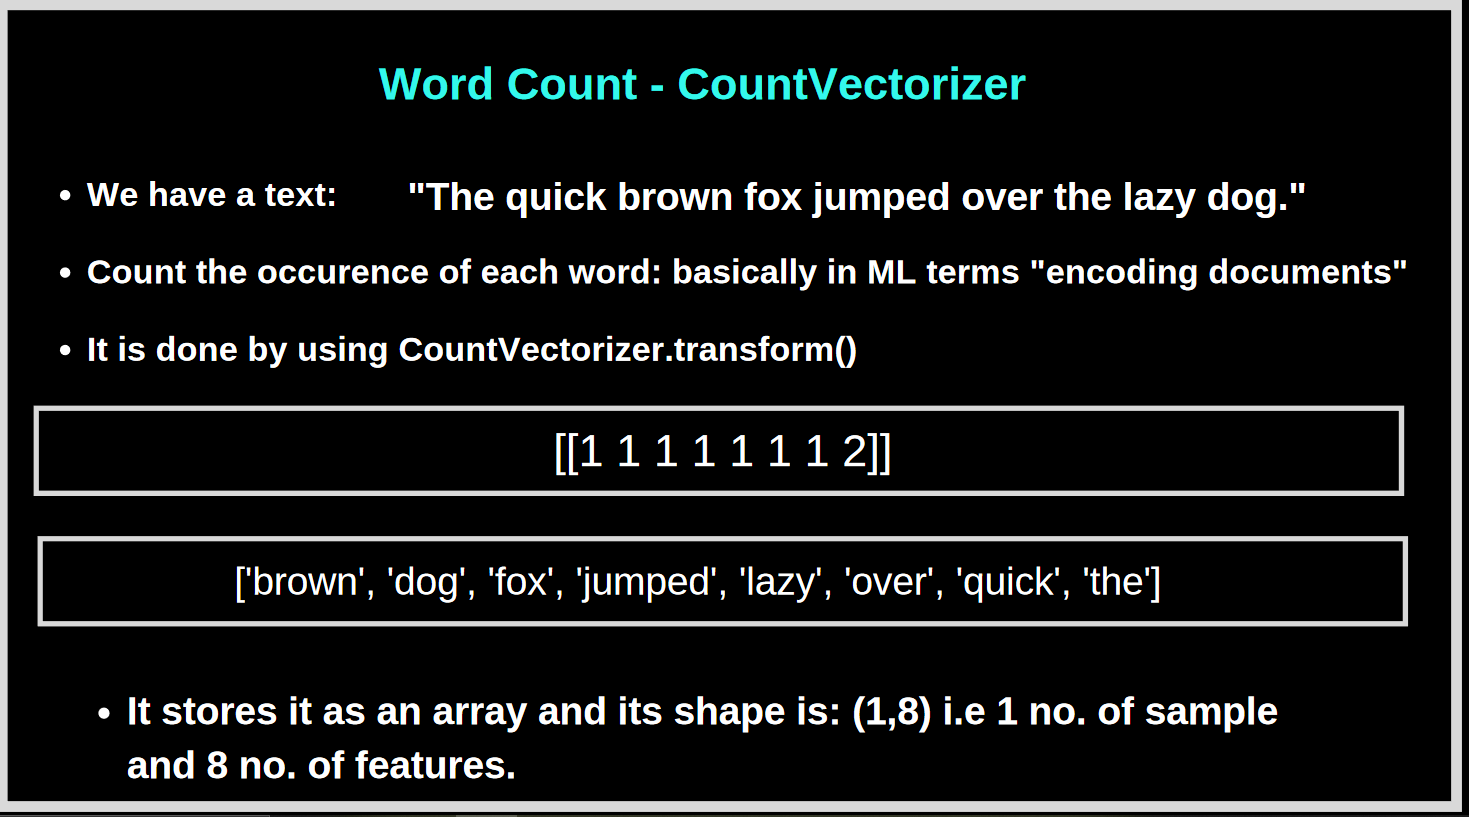 Word Count - CountVectorizer
• We have a text: "The quick brown fox jumped over the lazy dog."
• Count the occurence of each word: basically in ML terms "encoding documents"
• It is done by using CountVectorizer.transform()
[[1 1 1 1 1 1 1 2]]
['brown', 'dog', 'fox', 'jumped', 'lazy', 'over', 'quick', 'the']
• It stores it as an array and its shape is: (1,8) i.e 1 no. of sample
and 8 no. of features.